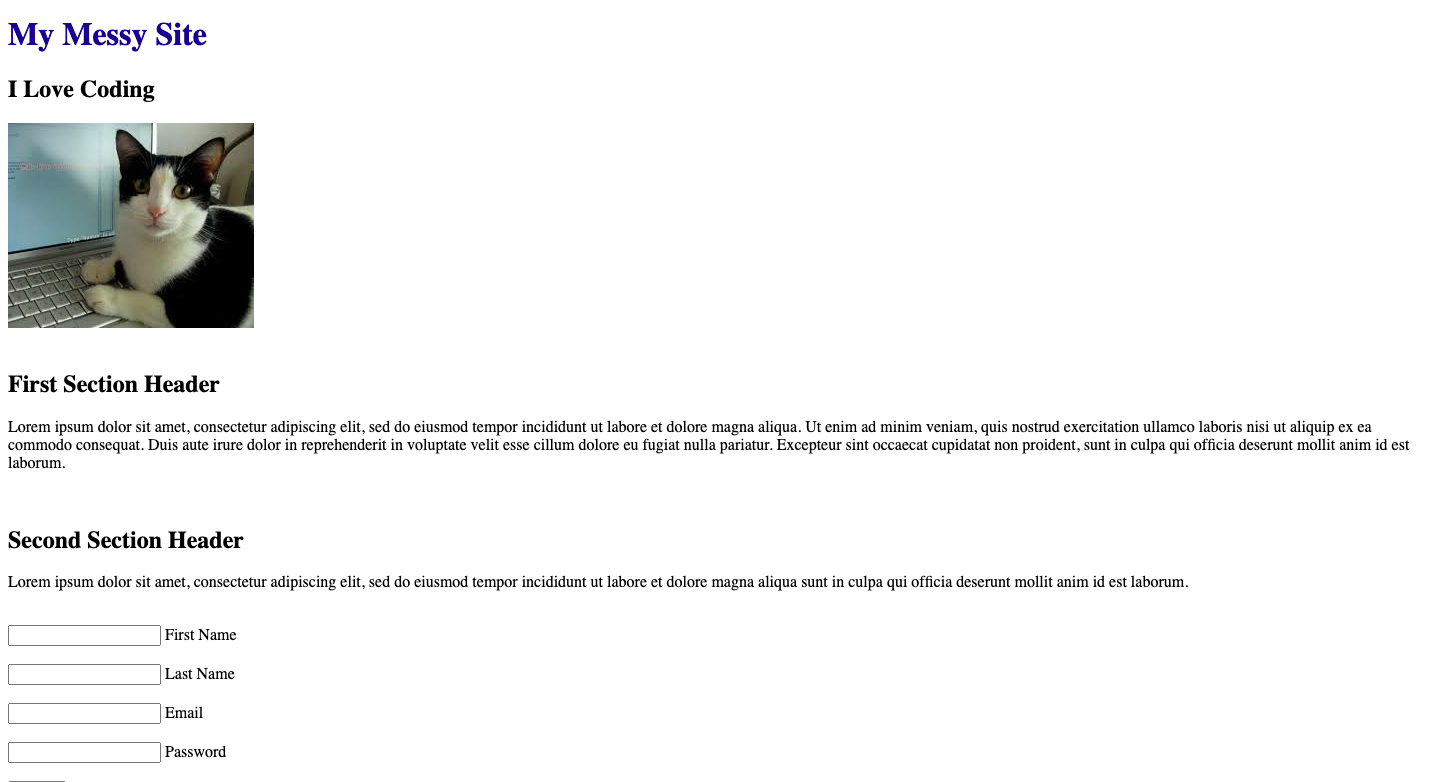 My Messy Site
I Love Coding
First Section Header
Lorem ipsum dolor sit amet, consectetur adipiscing elit, sed do eiusmod tempor incididunt ut labore et dolore magna aliqua. Ut enim ad minim veniam, quis nostrud exercitation ullamco laboris nisi ut aliquip ex ea
commodo consequat. Duis aute irure dolor in reprehenderit in voluptate velit esse cillum dolore eu fugiat nulla pariatur. Excepteur sint occaecat cupidatat non proident, sunt in culpa qui officia deserunt mollit anim id est
laborum.
Second Section Header
Lorem ipsum dolor sit amet, consectetur adipiscing elit, sed do eiusmod tempor incididunt ut labore et dolore magna aliqua sunt in culpa qui officia deserunt mollit anim id est laborum.
First Name
Last Name
Email
Password